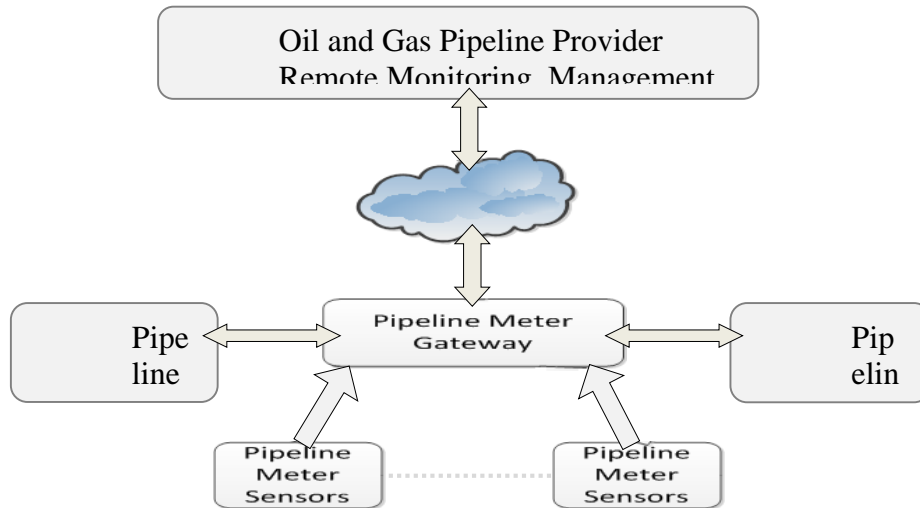 Oil and Gas Pipeline Provider
Remote Monitoring, Management
Pipeline Meter
Gateway
Pipe
line
Pip
elin
Pipeline
Meter
Sensors
Pipeline
Meter
Sensors